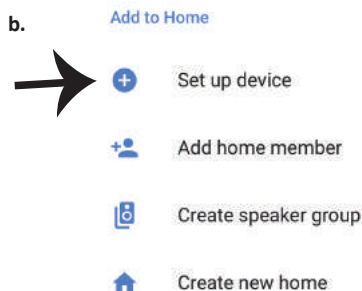 b.
Add to Home
Set up device
Add home member
Create speaker group
Create new home